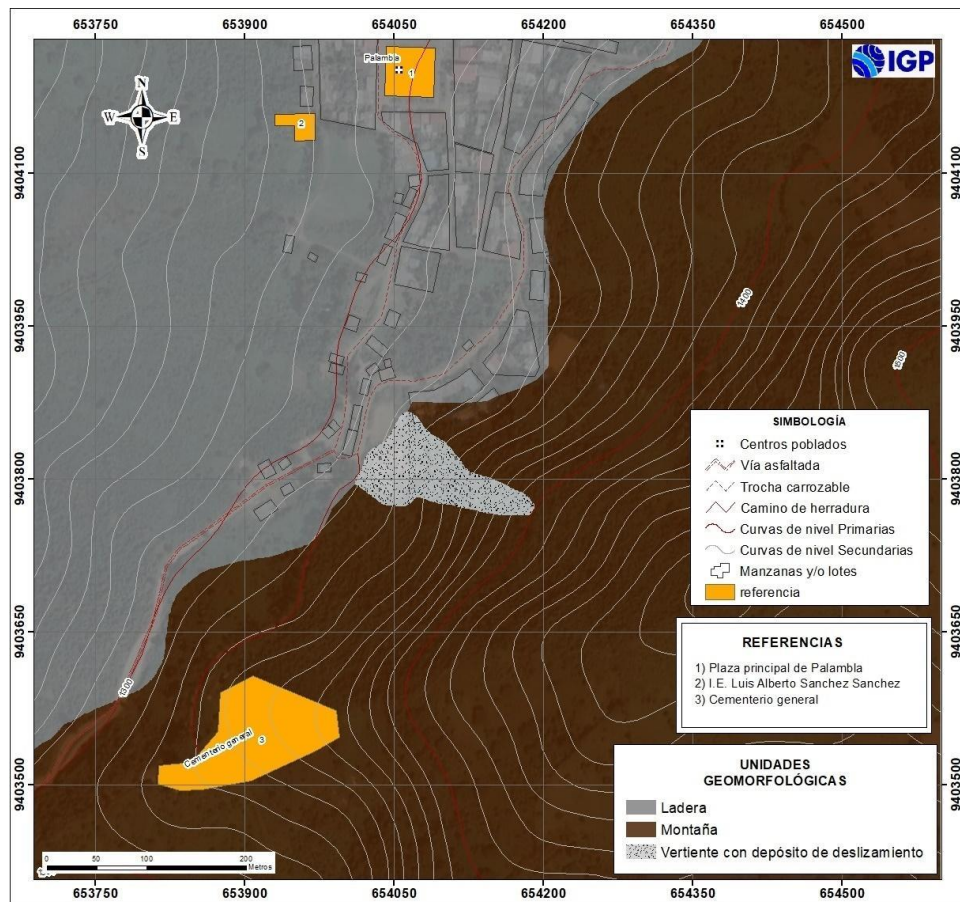 653750 653900 654050 654200 654350 654500
IGP
Palambla
1
2
N
W E
S
9404100 9404100
1400
9403950 9403950
1500
SIMBOLOGÍA
Centros poblados
Vía asfaltada
Trocha carrozable
Camino de herradura
Curvas de nivel Primarias
Curvas de nivel Secundarias
Manzanas y/o lotes
referencia
9403800 9403800
9403650 9403650
REFERENCIAS
1) Plaza principal de Palambla
2) I.E. Luis Alberto Sanchez Sanchez
3) Cementerio general
1300
Cementerio general
3
9403500 9403500
UNIDADES
GEOMORFOLÓGICAS
Ladera
Montaña
Vertiente con depósito de deslizamiento
0 50 100 200
Metros
653750 653900 654050 654200 654350 654500